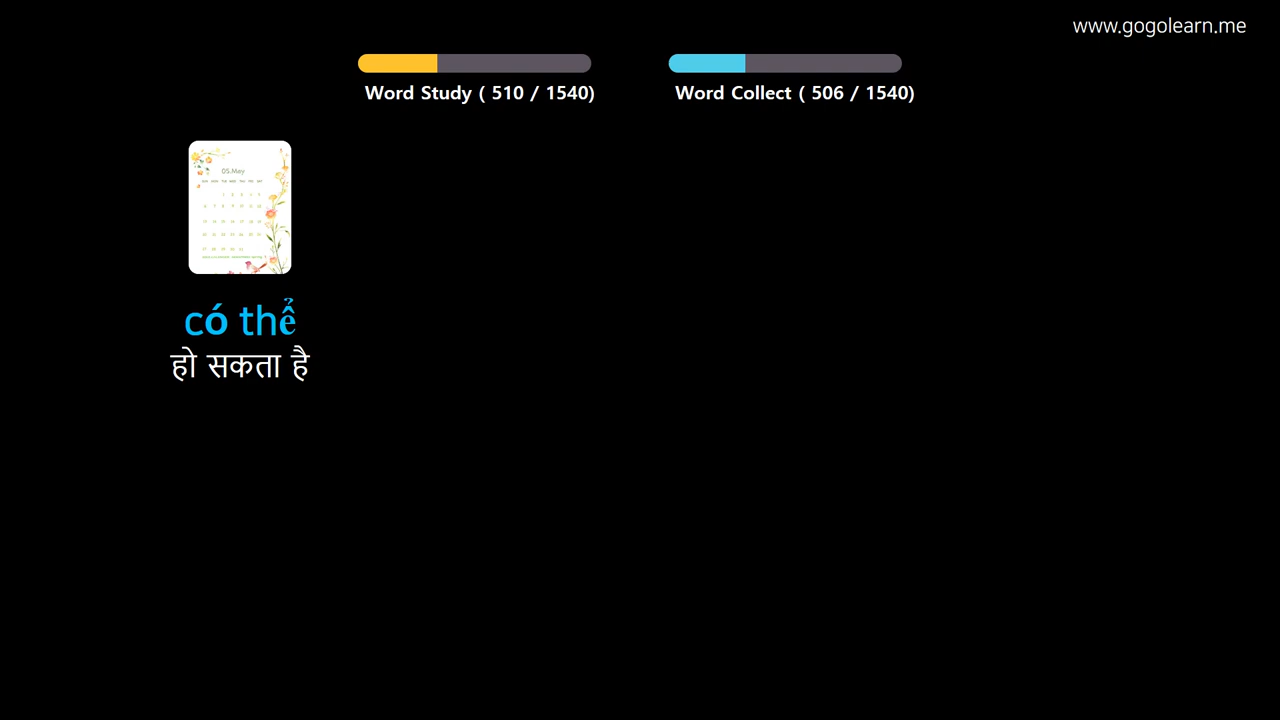 www.gogolearn.me
Word Study ( 510 / 1540)
Word Collect ( 506 / 1540)
05.May
có thể
हो सकता है